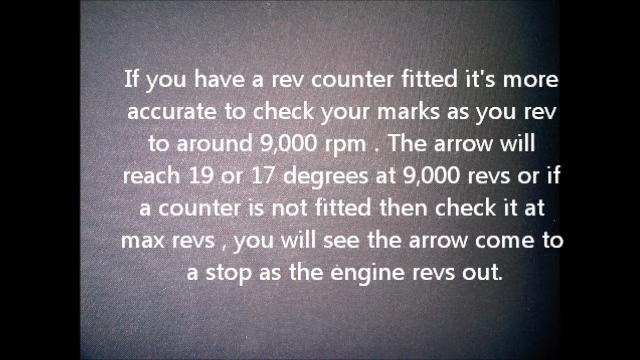 If you have a rev counter fitted it's more
accurate to check your marks as you rev
to around 9,000 rpm . The arrow will
reach 19 or 17 degrees at 9,000 revs or if
a counter is not fitted then check it at
max revs , you will see the arrow come to
a stop as the engine revs out.